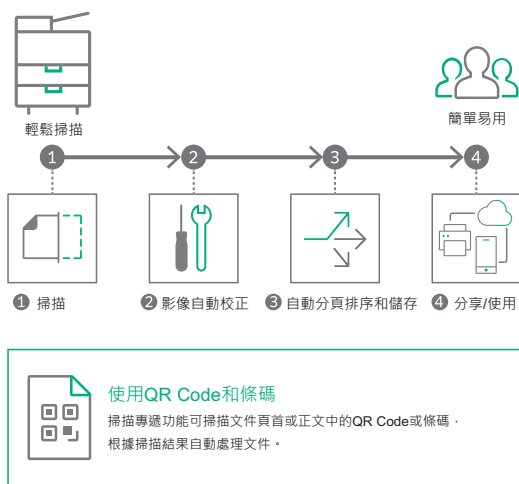 輕鬆掃描
簡單易用
1 2 3 4
1 掃描
2 影像自動校正
3 自動分頁排序和儲存
4 分享/使用
使用QR Code和條碼
掃描專遞功能可掃描文件頁首或正文中的QR Code或條碼，
根據掃描結果自動處理文件。